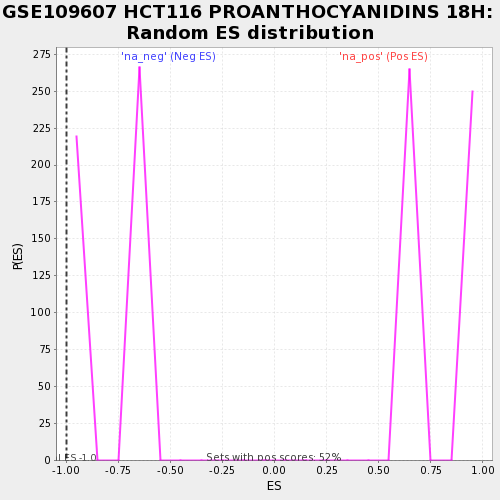 GSE109607 HCT116 PROANTHOCYANIDINS 18H:
Random ES distribution
'na_neg' (Neg ES) 'na_pos' (Pos ES)
275
250
225
200
175
150
125
100
75
50
25
0
P(ES)
ES -1.0 Sets with pos scores: 52%
-1.00 -0.75 -0.50 -0.25 0.00 0.25 0.50 0.75 1.00
ES